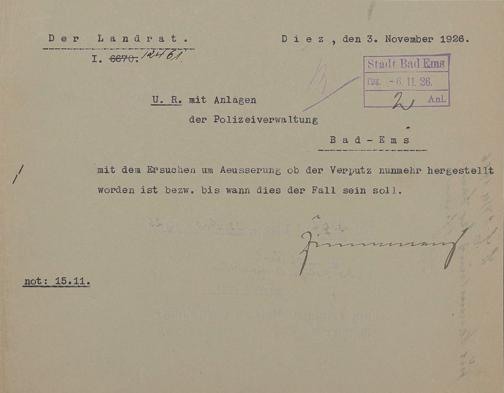 Der Landrat.
Diez, den 3. November 1926.
I. 6670. 12461
Stadt Bad Ems
Eing. -6.11.26.
2 Anl.
U. R. mit Anlagen
der Polizeiverwaltung
Bad-Ems
mit dem Ersuchen um Aeusserung ob der Verputz nunmehr hergestellt
worden ist bezw. bis wann dies der Fall sein soll.
not: 15.11.